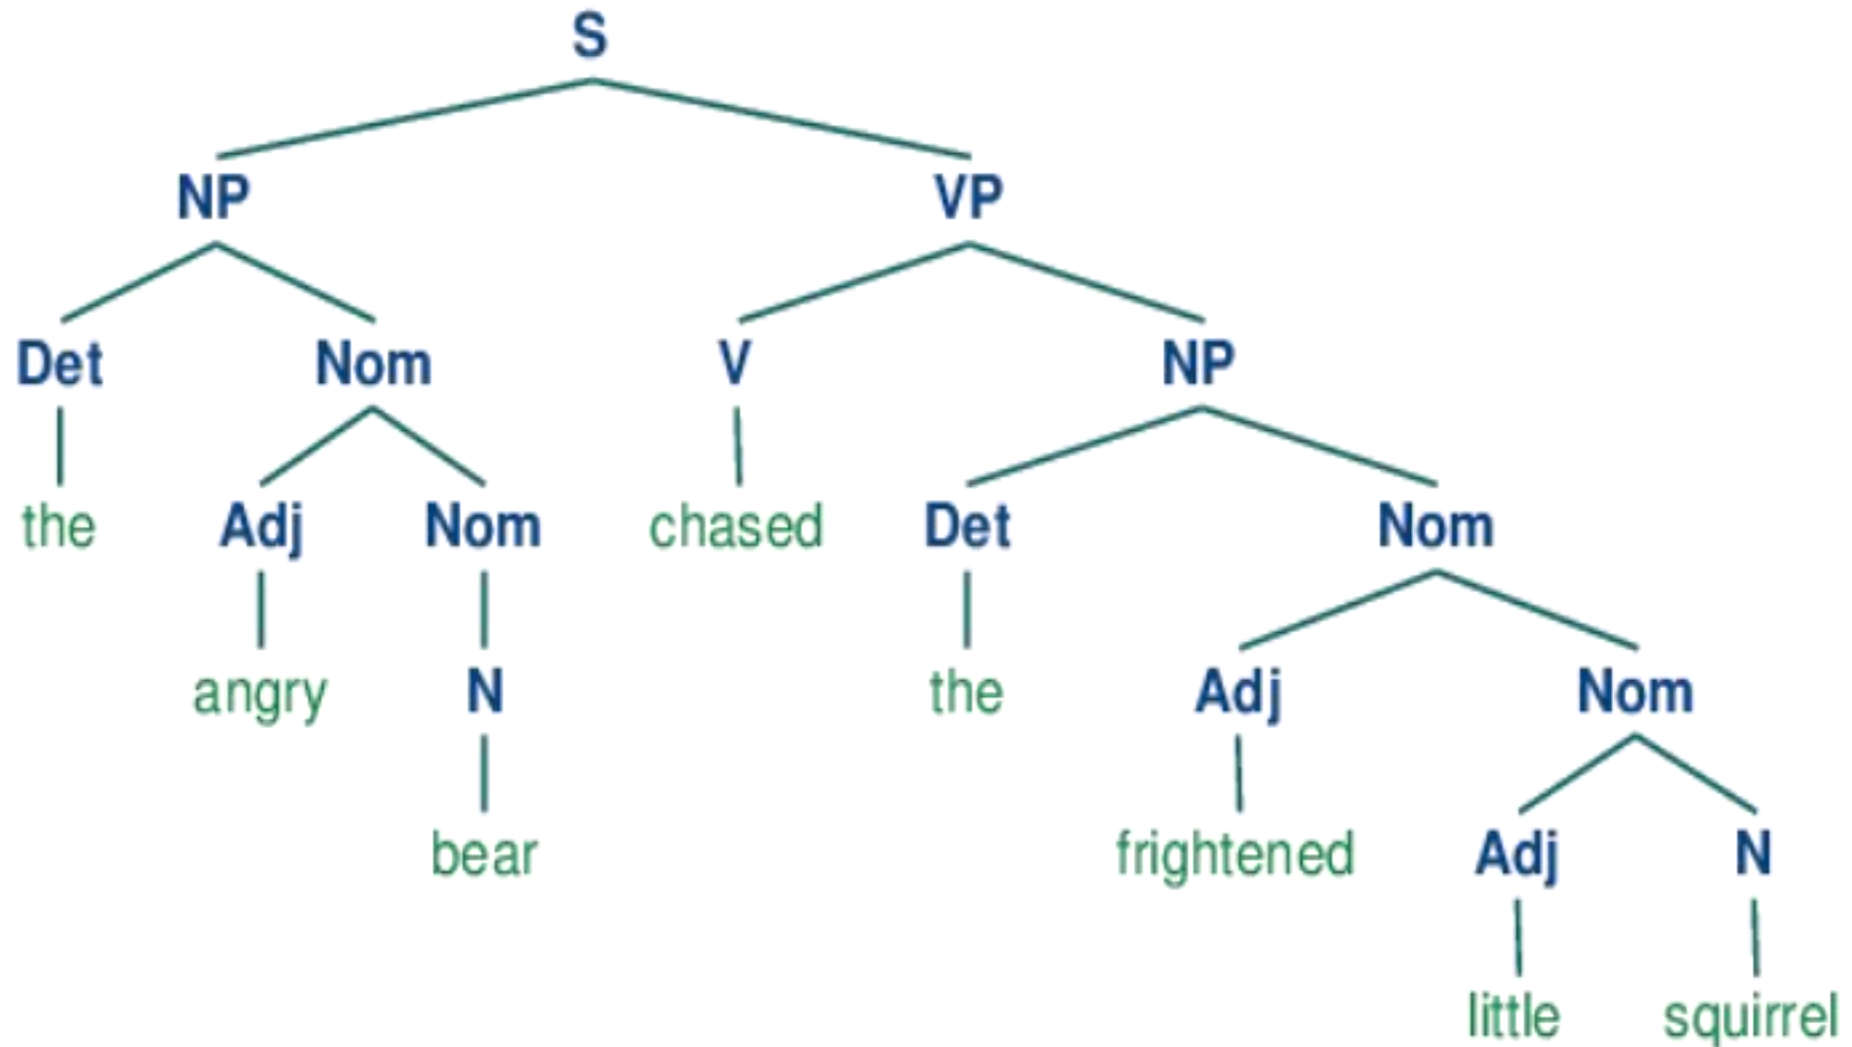 S
NP VP
Det Nom V NP
the Adj Nom chased Det Nom
angry N the Adj Nom
bear frightened Adj N
little squirrel